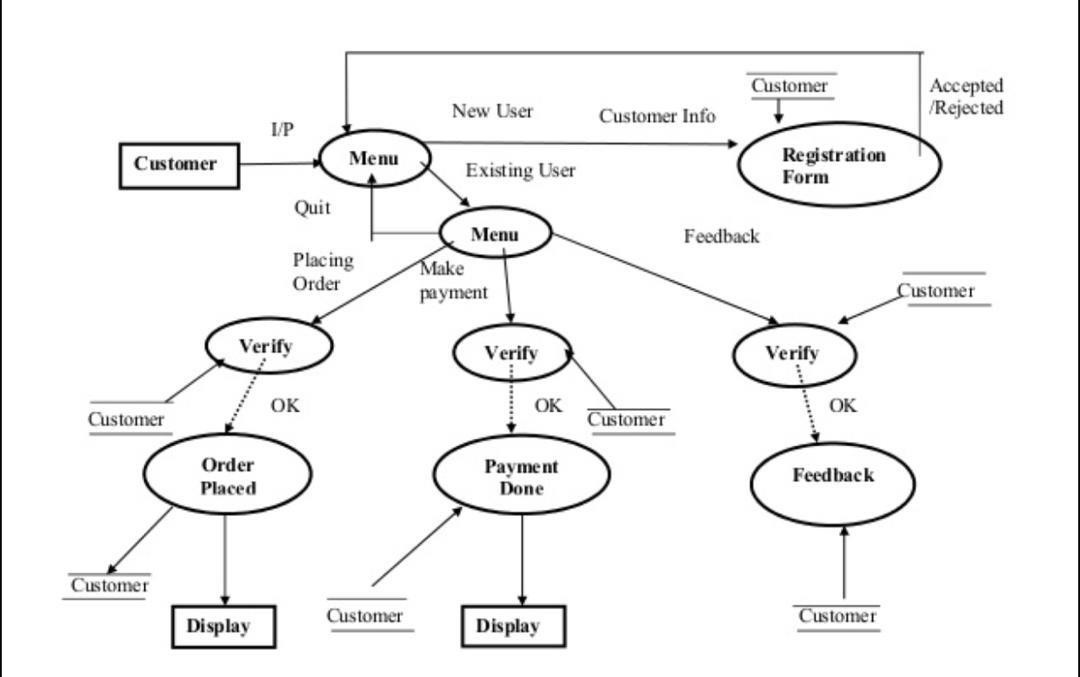 Customer
Accepted
/Rejected
New User
Customer Info
I/P
Customer
Menu
Registration
Form
Existing User
Quit
Menu
Feedback
Placing
Order
Make
payment
Customer
Verify
Verify
Verify
Customer
OK
OK
Customer
OK
Order
Placed
Payment
Done
Feedback
Customer
Customer
Customer
Display
Display